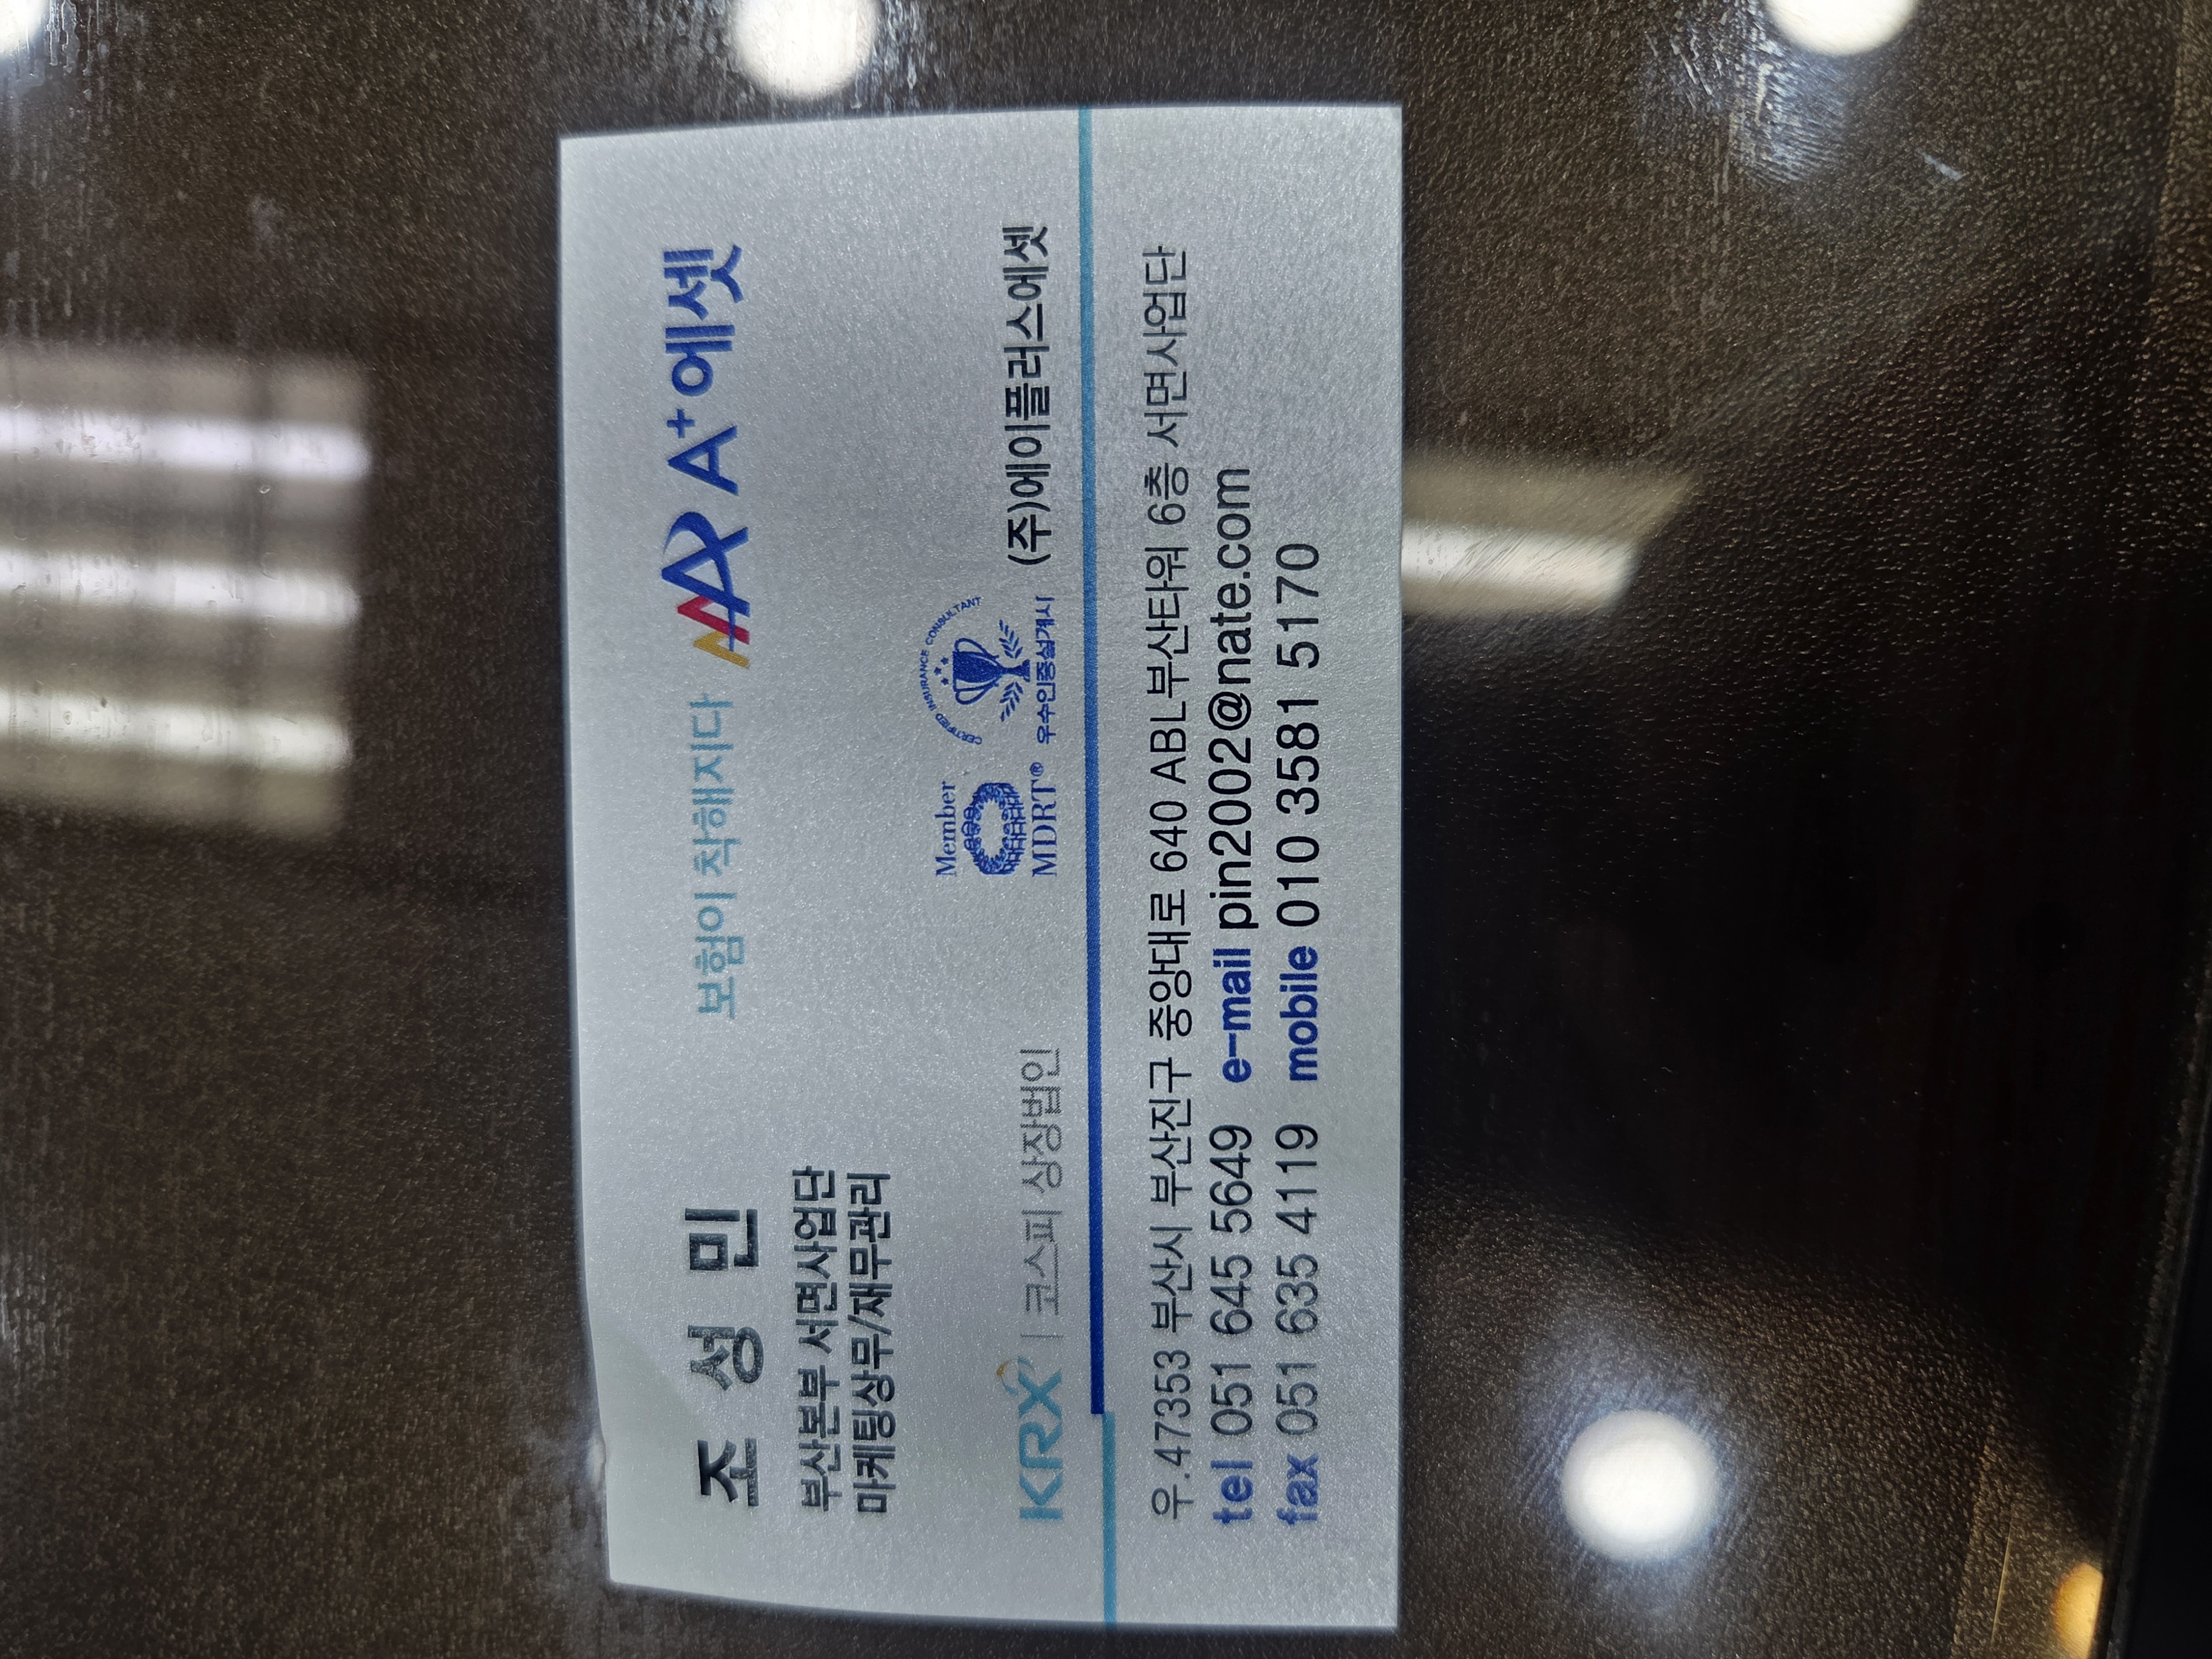 조 성 민
부산본부 서면사업단
마케팅상무/재무관리
보험이 착해지다
A+에셋
KRX | 코스피 상장법인
Member
MDRT®
CERTIFIED INSURANCE CONSULTANT
우수인증설계사
(주)에이플러스에셋
우.47353 부산시 부산진구 중앙대로 640 ABL부산타워 6층 서면사업단
tel 051 645 5649 e-mail pin2002@nate.com
fax 051 635 4119 mobile 010 3581 5170